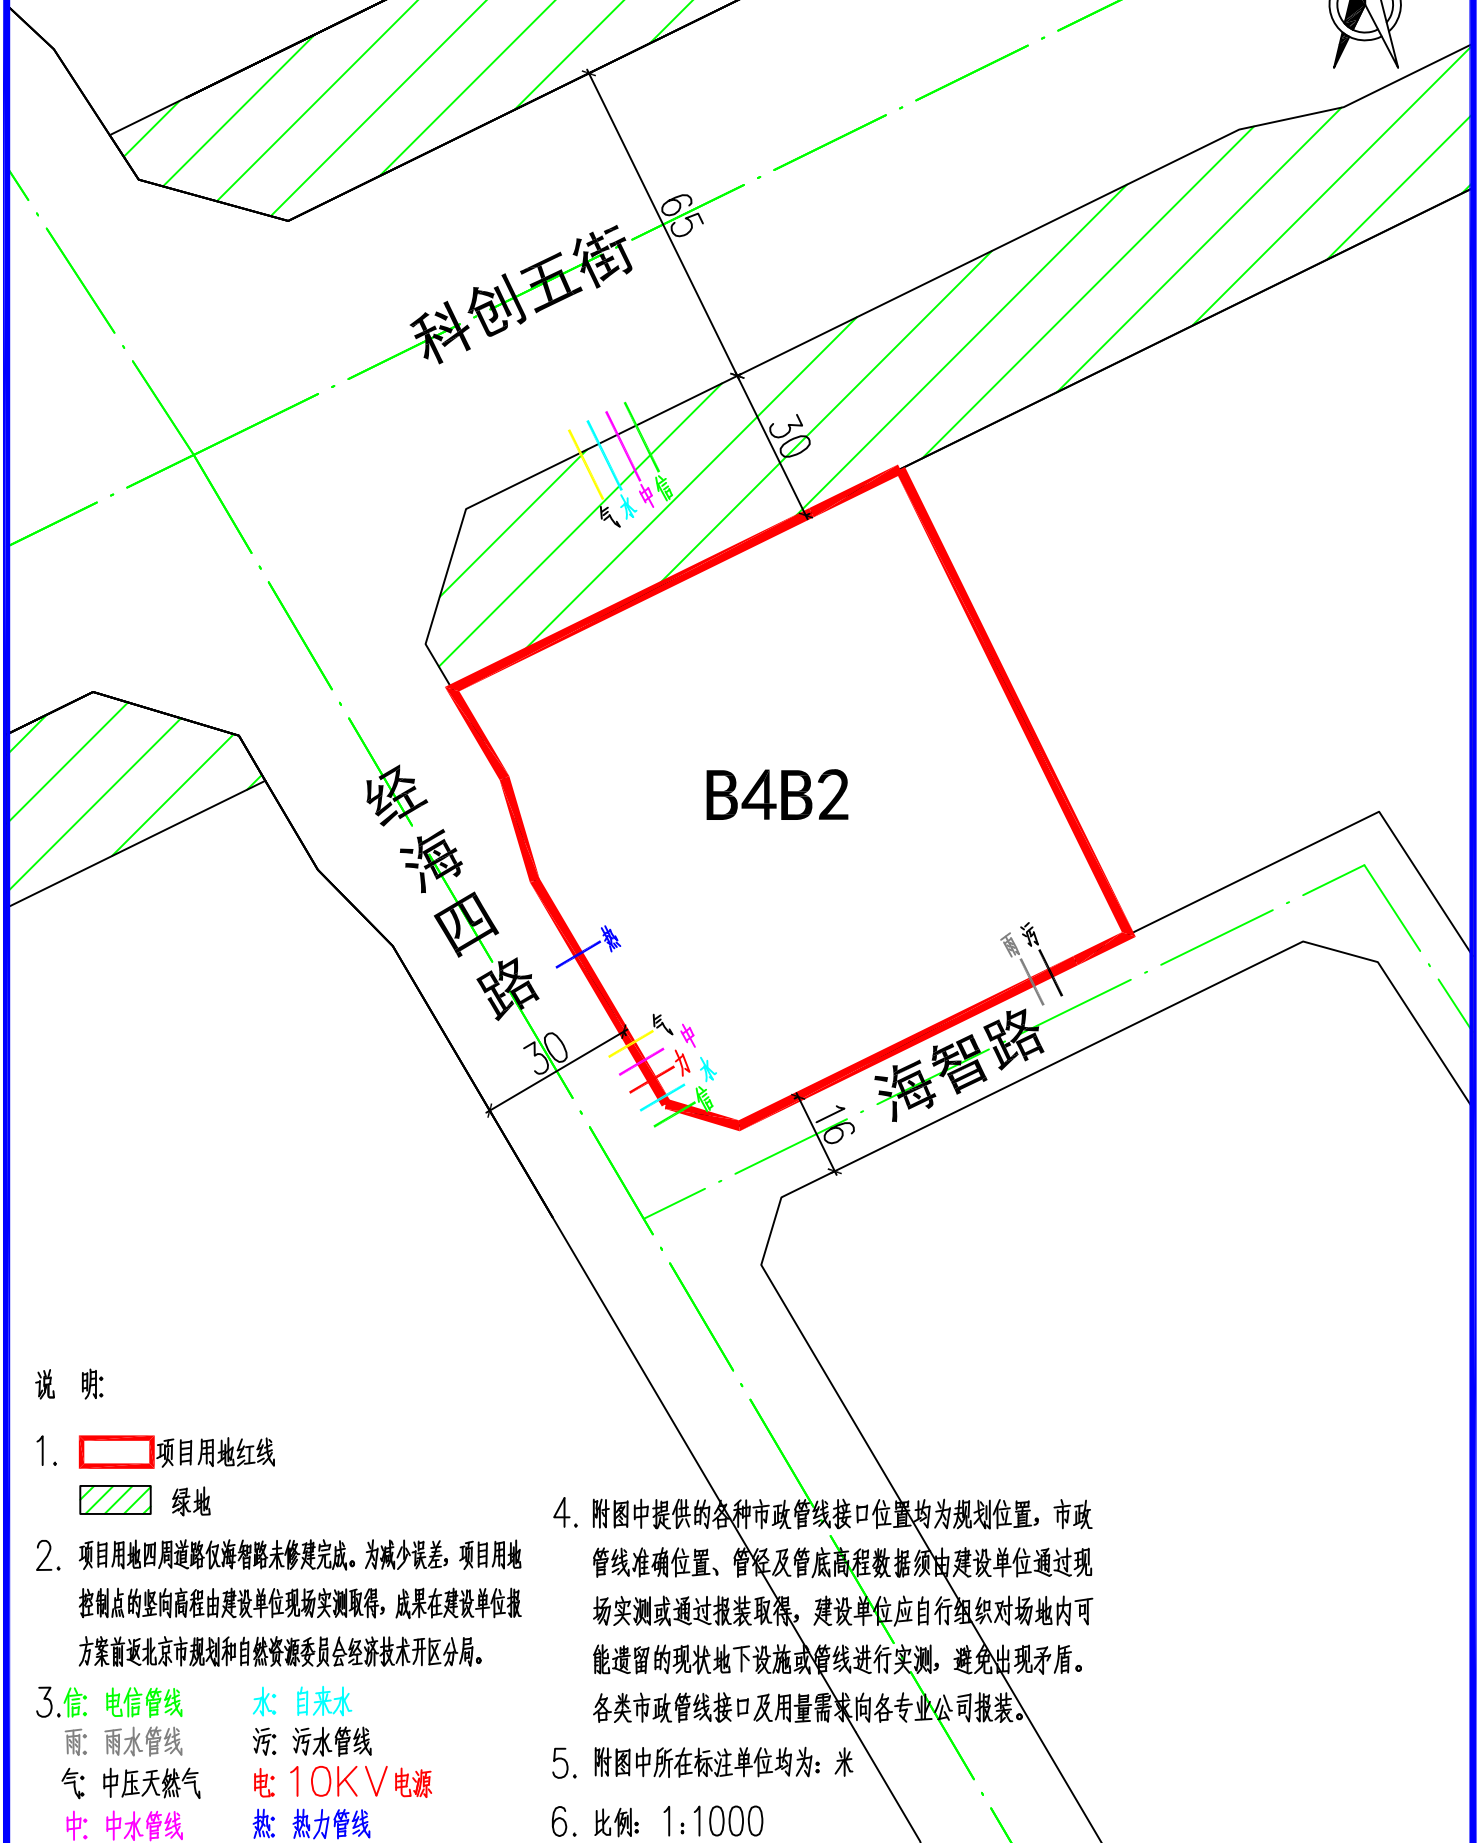 65
科创五街
30
气 水 中 信
B4B2
经海四路
热
雨 污
气
中
力
水
信
30
海智路
16
说 明:
1. 项目用地红线
绿地
2. 项目用地四周道路仅海智路未修建完成。为减少误差，项目用地
控制点的竖向高程由建设单位现场实测取得，成果在建设单位报
方案前返北京市规划和自然资源委员会经济技术开区分局。
3.信: 电信管线 水: 自来水
雨: 雨水管线 污: 污水管线
气: 中压天然气 电: 10KV电源
中: 中水管线 热: 热力管线
4. 附图中提供的各种市政管线接口位置均为规划位置，市政
管线准确位置、管径及管底高程数据须由建设单位通过现
场实测或通过报装取得，建设单位应自行组织对场地内可
能遗留的现状地下设施或管线进行实测，避免出现矛盾。
各类市政管线接口及用量需求向各专业公司报装。
5. 附图中所在标注单位均为：米
6. 比例：1:1000